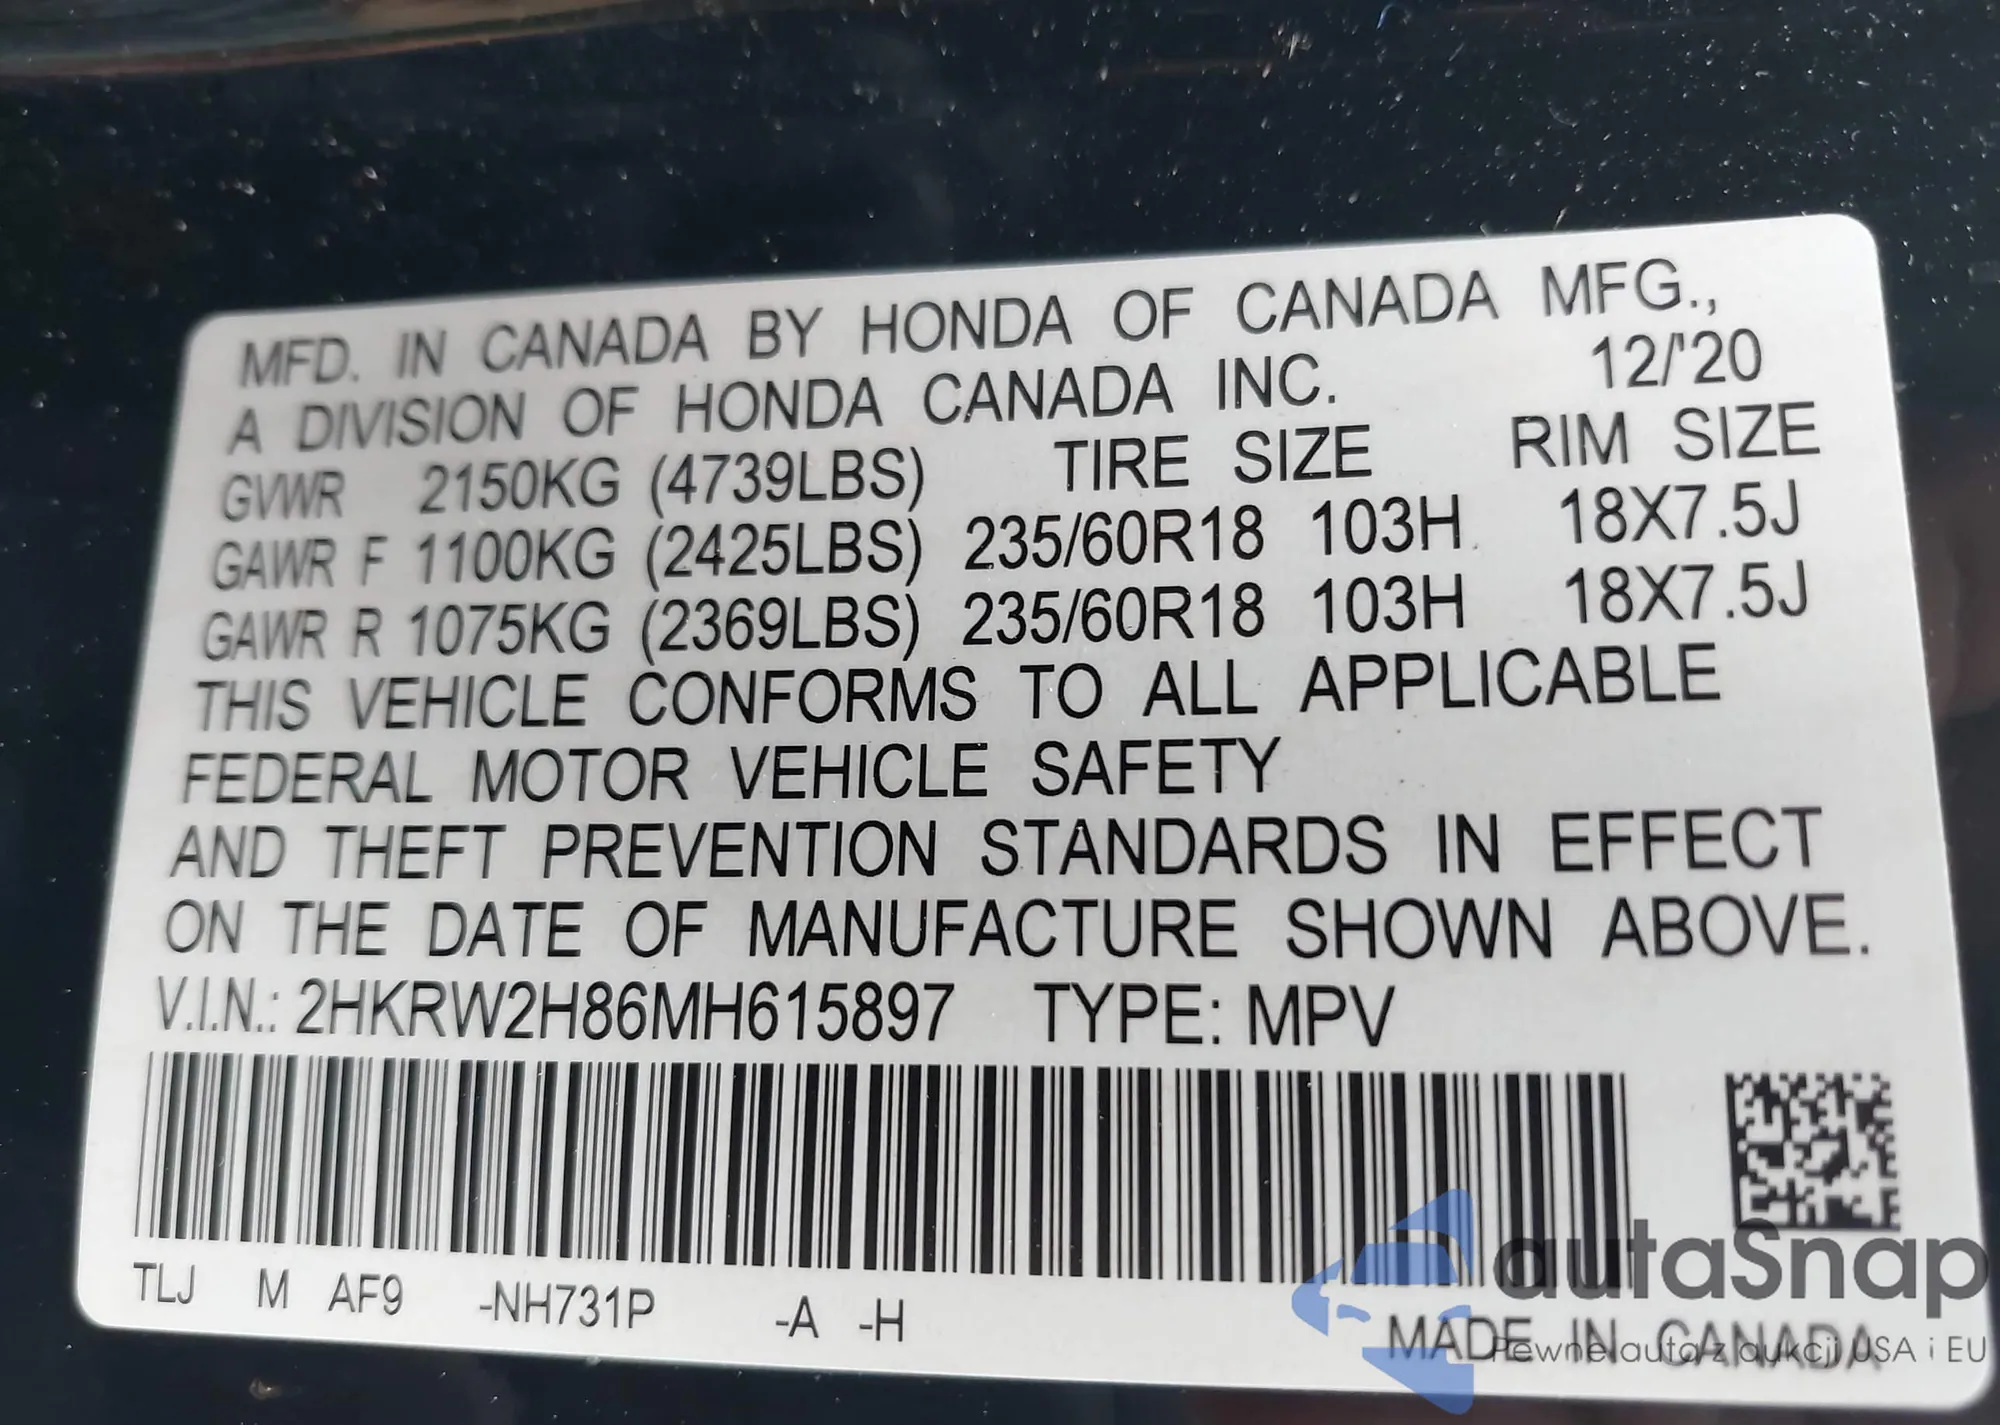 MFD. IN CANADA BY HONDA OF CANADA MFG.,
A DIVISION OF HONDA CANADA INC. 12/'20
GVWR 2150KG (4739LBS) TIRE SIZE RIM SIZE
GAWR F 1100KG (2425LBS) 235/60R18 103H 18X7.5J
GAWR R 1075KG (2369LBS) 235/60R18 103H 18X7.5J
THIS VEHICLE CONFORMS TO ALL APPLICABLE
FEDERAL MOTOR VEHICLE SAFETY
AND THEFT PREVENTION STANDARDS IN EFFECT
ON THE DATE OF MANUFACTURE SHOWN ABOVE.
V.I.N.: 2HKRW2H86MH615897 TYPE: MPV
TLJ M AF9 -NH731P -A -H
MADE IN CANADA
autaSnap
Pewne auta z aukcji USA i EU